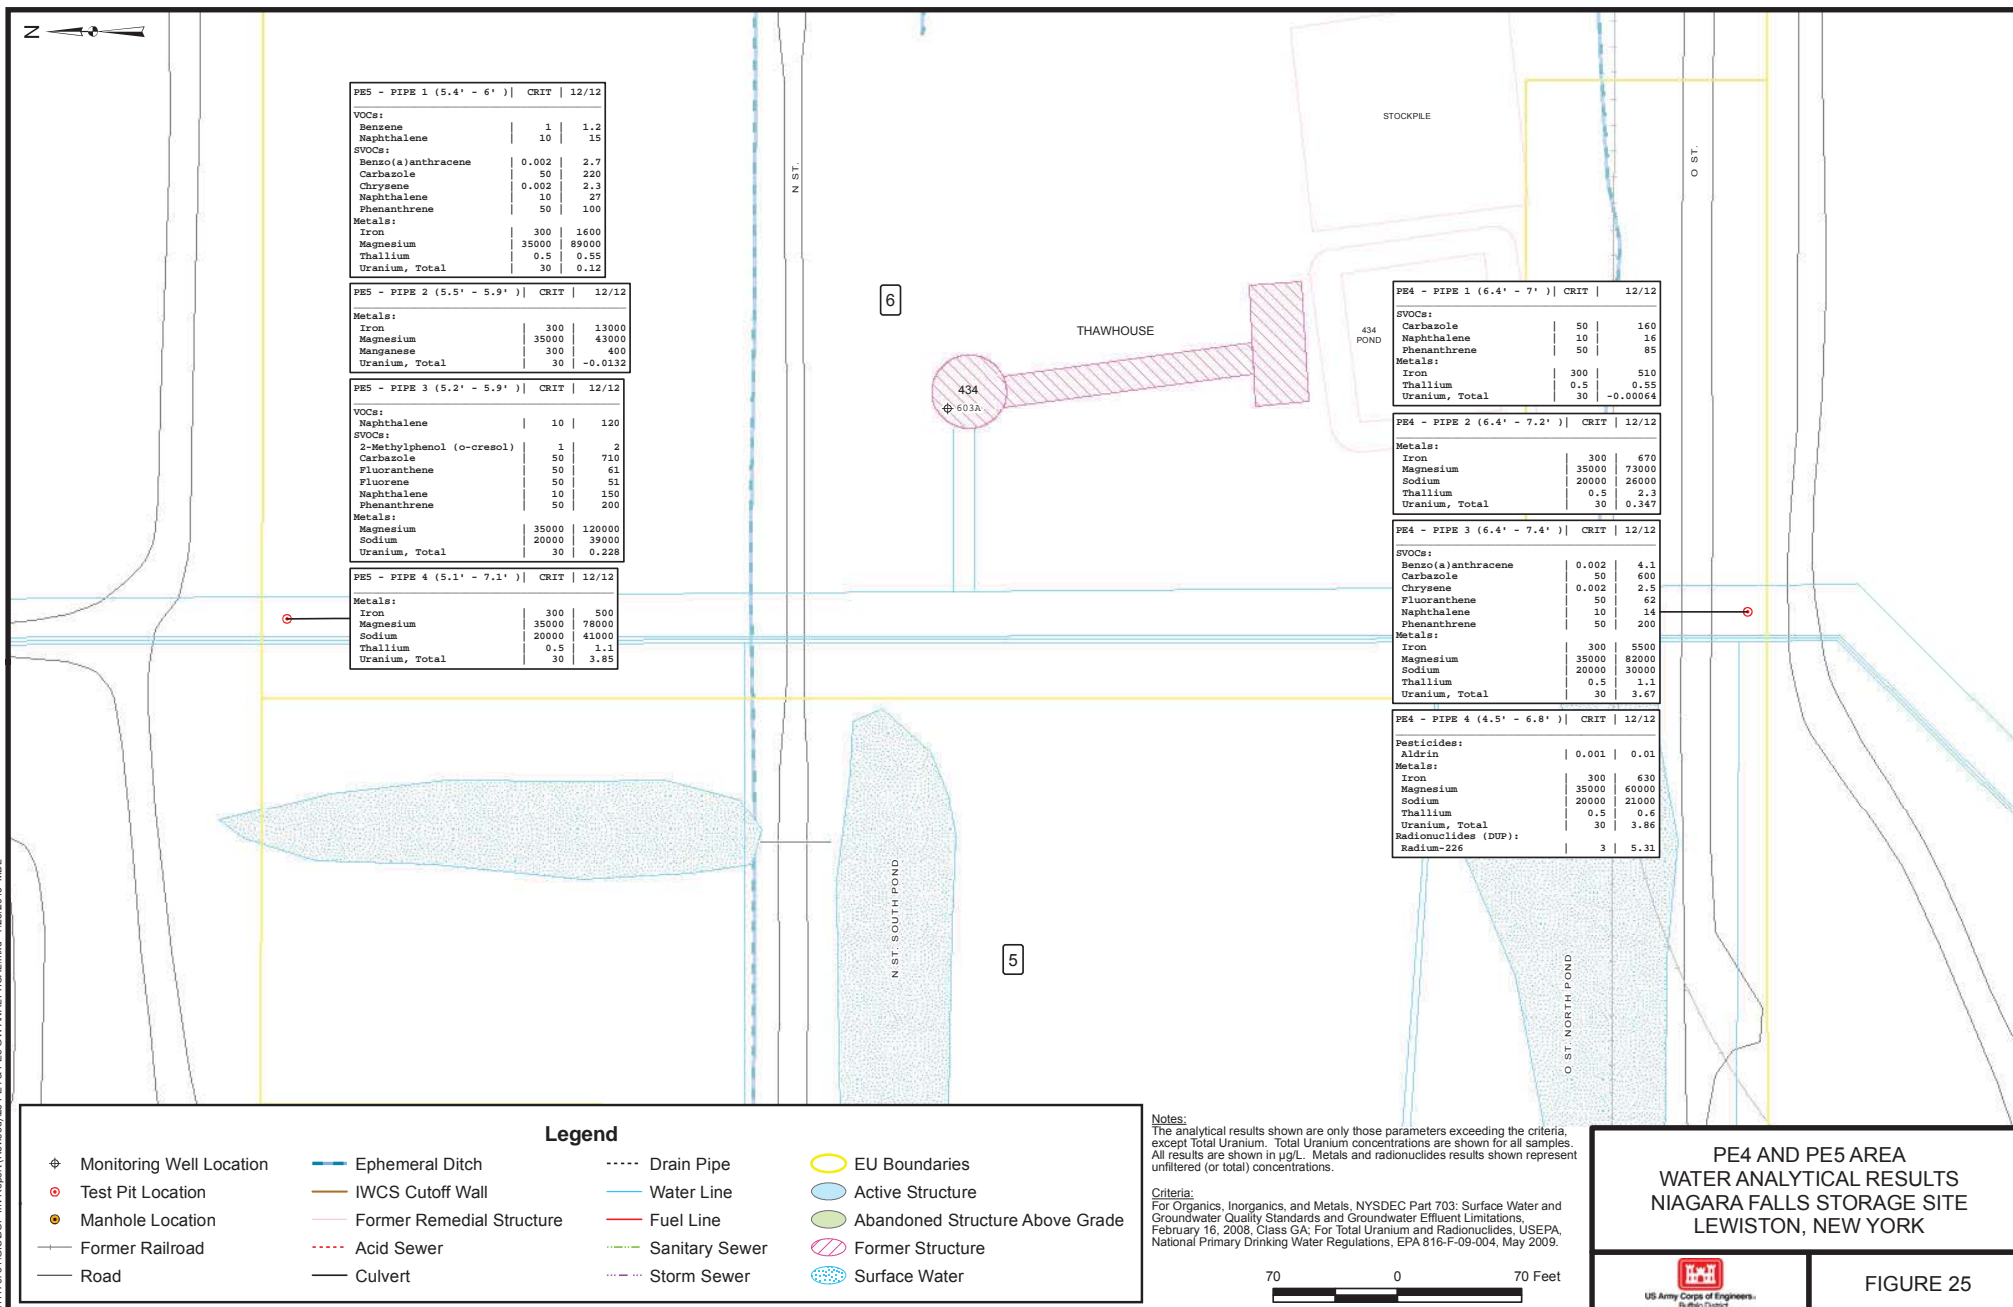 N
PE5 - PIPE 1 (5.4' - 6' )| CRIT | 12/12
VOCs:
Benzene | 1 | 1.2
Naphthalene | 10 | 15
SVOCs:
Benzo(a)anthracene | 0.002 | 2.7
Carbazole | 50 | 220
Chrysene | 0.002 | 2.3
Naphthalene | 10 | 27
Phenanthrene | 50 | 100
Metals:
Iron | 300 | 1600
Magnesium | 35000 | 89000
Thallium | 0.5 | 0.55
Uranium, Total | 30 | 0.12
PE5 - PIPE 2 (5.5' - 5.9' )| CRIT | 12/12
Metals:
Iron | 300 | 13000
Magnesium | 35000 | 43000
Manganese | 300 | 400
Uranium, Total | 30 | -0.0132
PE5 - PIPE 3 (5.2' - 5.9' )| CRIT | 12/12
VOCs:
Naphthalene | 10 | 120
SVOCs:
2-Methylphenol (o-cresol) | 1 | 2
Carbazole | 50 | 710
Fluoranthene | 50 | 61
Fluorene | 50 | 51
Naphthalene | 10 | 150
Phenanthrene | 50 | 200
Metals:
Magnesium | 35000 | 120000
Sodium | 20000 | 39000
Uranium, Total | 30 | 0.228
PE5 - PIPE 4 (5.1' - 7.1' )| CRIT | 12/12
Metals:
Iron | 300 | 500
Magnesium | 35000 | 78000
Sodium | 20000 | 41000
Thallium | 0.5 | 1.1
Uranium, Total | 30 | 3.85
N ST.
6
THAWHOUSE
434
603A
STOCKPILE
434
POND
O ST.
PE4 - PIPE 1 (6.4' - 7' )| CRIT | 12/12
SVOCs:
Carbazole | 50 | 160
Naphthalene | 10 | 16
Phenanthrene | 50 | 85
Metals:
Iron | 300 | 510
Thallium | 0.5 | 0.55
Uranium, Total | 30 | -0.00064
PE4 - PIPE 2 (6.4' - 7.2' )| CRIT | 12/12
Metals:
Iron | 300 | 670
Magnesium | 35000 | 73000
Sodium | 20000 | 26000
Thallium | 0.5 | 2.3
Uranium, Total | 30 | 0.347
PE4 - PIPE 3 (6.4' - 7.4' )| CRIT | 12/12
SVOCs:
Benzo(a)anthracene | 0.002 | 4.1
Carbazole | 50 | 600
Chrysene | 0.002 | 2.5
Fluoranthene | 50 | 62
Naphthalene | 10 | 14
Phenanthrene | 50 | 200
Metals:
Iron | 300 | 5500
Magnesium | 35000 | 82000
Sodium | 20000 | 30000
Thallium | 0.5 | 1.1
Uranium, Total | 30 | 3.67
PE4 - PIPE 4 (4.5' - 6.8' )| CRIT | 12/12
Pesticides:
Aldrin | 0.001 | 0.01
Metals:
Iron | 300 | 630
Magnesium | 35000 | 60000
Sodium | 20000 | 21000
Thallium | 0.5 | 0.6
Uranium, Total | 30 | 3.86
Radionuclides (DUP):
Radium-226 | 3 | 5.31
N ST. SOUTH POND
5
O ST. NORTH POND
Legend
Monitoring Well Location
Test Pit Location
Manhole Location
Former Railroad
Road
Ephemeral Ditch
IWCS Cutoff Wall
Former Remedial Structure
Acid Sewer
Culvert
Drain Pipe
Water Line
Fuel Line
Sanitary Sewer
Storm Sewer
EU Boundaries
Active Structure
Abandoned Structure Above Grade
Former Structure
Surface Water
Notes:
The analytical results shown are only those parameters exceeding the criteria,
except Total Uranium. Total Uranium concentrations are shown for all samples.
All results are shown in µg/L. Metals and radionuclides results shown represent
unfiltered (or total) concentrations.
Criteria:
For Organics, Inorganics, and Metals, NYSDEC Part 703: Surface Water and
Groundwater Quality Standards and Groundwater Effluent Limitations,
February 16, 2008, Class GA; For Total Uranium and Radionuclides, USEPA,
National Primary Drinking Water Regulations, EPA 816-F-09-004, May 2009.
70 0 70 Feet
PE4 AND PE5 AREA
WATER ANALYTICAL RESULTS
NIAGARA FALLS STORAGE SITE
LEWISTON, NEW YORK
US Army Corps of Engineers
Buffalo District
FIGURE 25